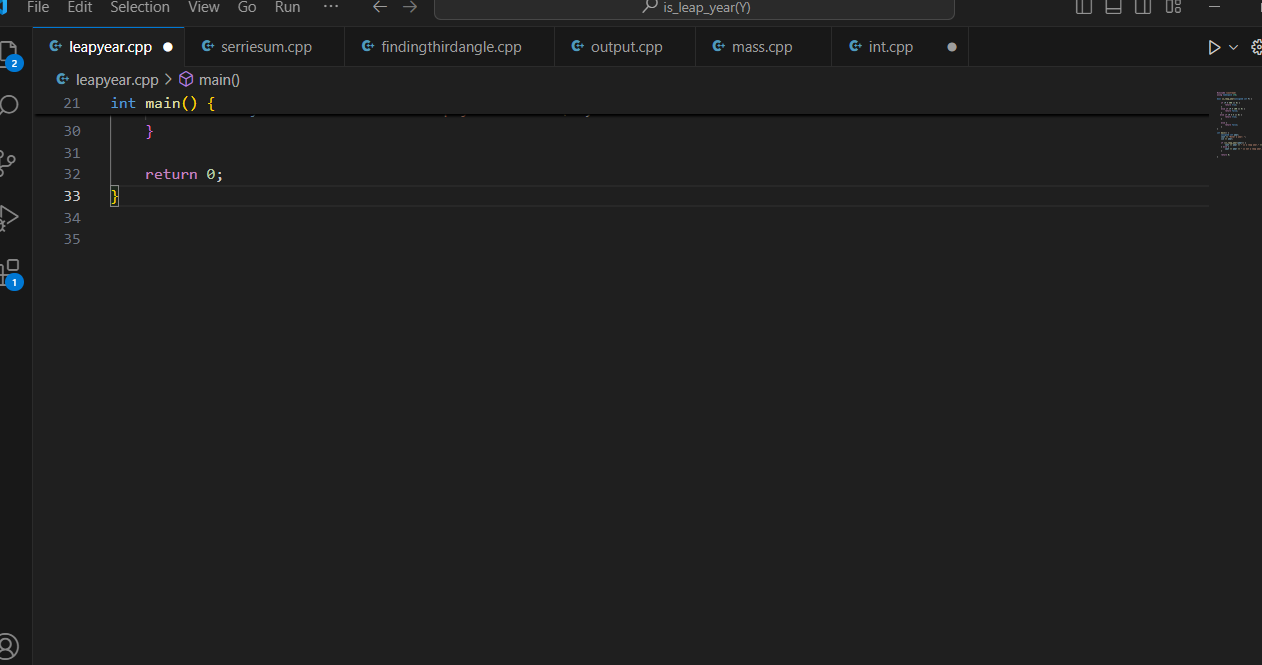 File Edit Selection View Go Run ··· is_leap_year(Y)
leapyear.cpp serriesum.cpp findingthirdangle.cpp output.cpp mass.cpp int.cpp
2
leapyear.cpp > main()
21 int main() {
30 }
31
32 return 0;
33 }
34
35
1